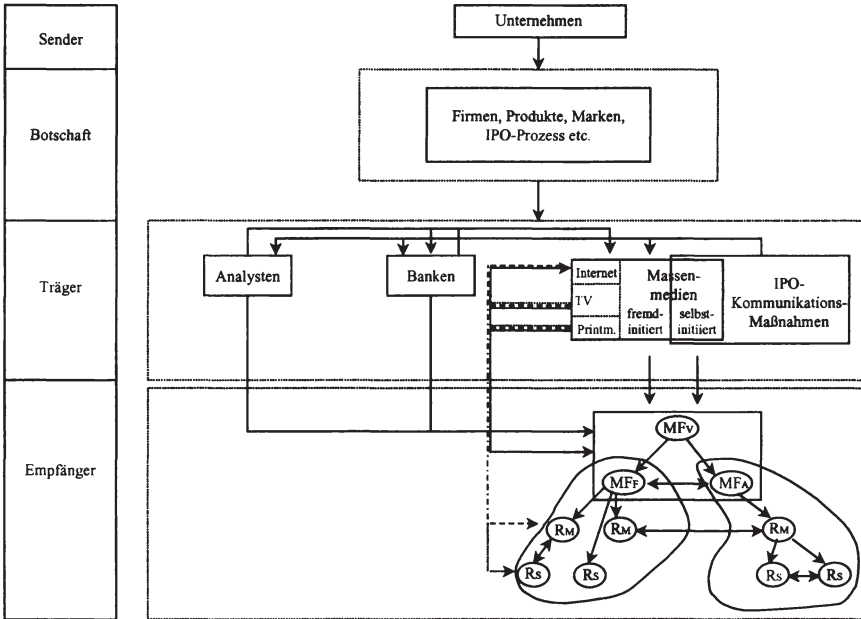 Sender
Unternehmen
Botschaft
Firmen, Produkte, Marken,
IPO-Prozess etc.
Träger
Analysten
Banken
Internet
TV
Printm.
Massen-
medien
fremd-
initiiert
selbst-
initiiert
IPO-
Kommunikations-
Maßnahmen
Empfänger
MFV
MFF
MFA
RM
RM
RM
RS
RS
RS
RS